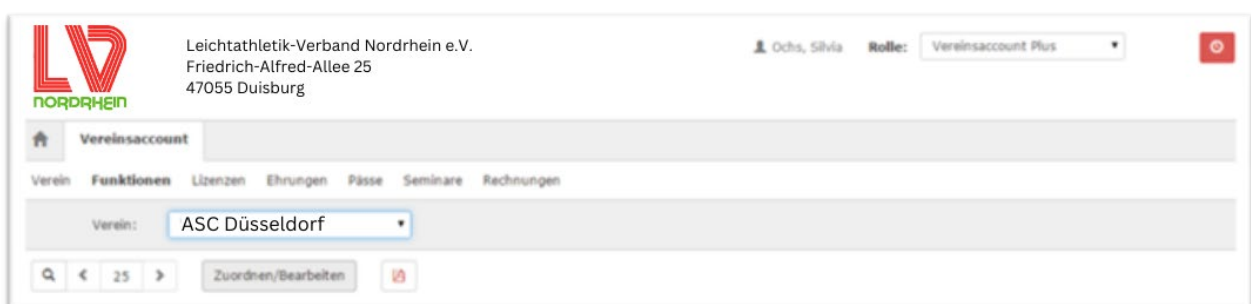 LV
NORDRHEIN
Leichtathletik-Verband Nordrhein e.V.
Friedrich-Alfred-Allee 25
47055 Duisburg
Ochs, Silvia Rolle: Vereinsaccount Plus
Vereinsaccount
Verein Funktionen Lizenzen Ehrungen Pässe Seminare Rechnungen
Verein: ASC Düsseldorf
25 Zuordnen/Bearbeiten